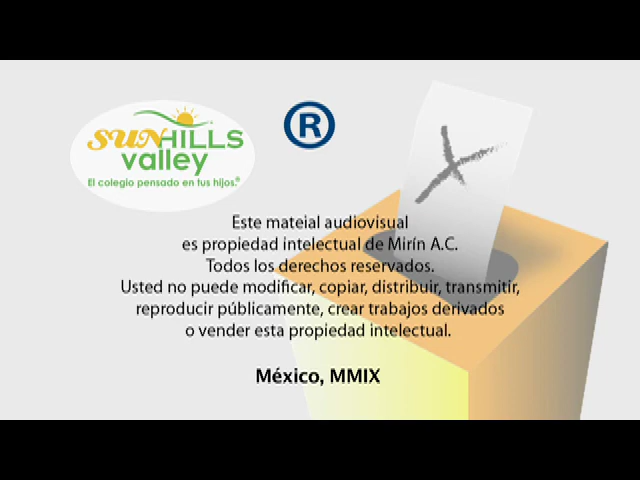 SUNHILLS
valley
El colegio pensado en tus hijos.®
®
Este mateial audiovisual
es propiedad intelectual de Mirín A.C.
Todos los derechos reservados.
Usted no puede modificar, copiar, distribuir, transmitir,
reproducir públicamente, crear trabajos derivados
o vender esta propiedad intelectual.
México, MMIX